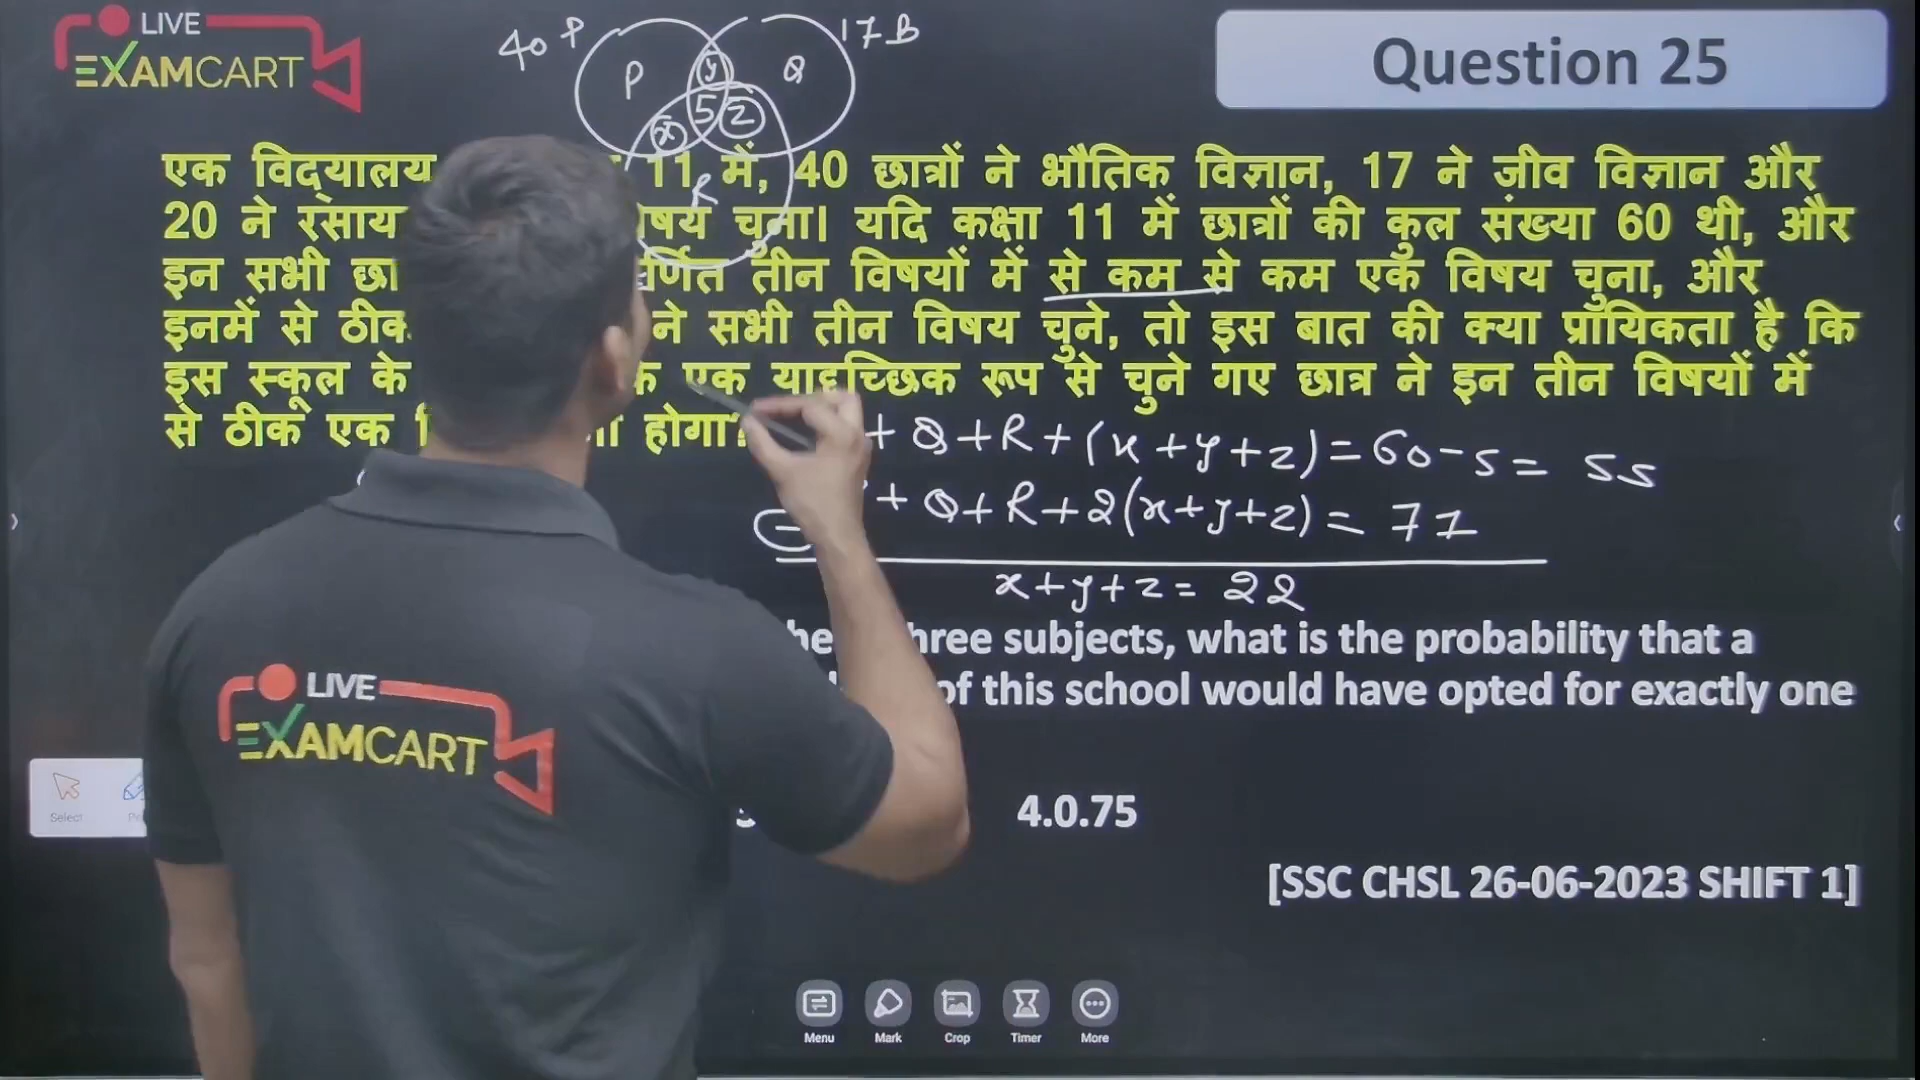 LIVE
EXAMCART
40 P
17 B
P
y
Q
5
x
z
R
Question 25
एक विद्यालय 11 में, 40 छात्रों ने भौतिक विज्ञान, 17 ने जीव विज्ञान और
20 ने चुना। यदि कक्षा 11 में छात्रों की कुल संख्या 60 थी, और
इन सभी तीन विषयों में से कम से कम एक विषय चुना, और
इनमें से ने सभी तीन विषय चुने, तो इस बात की क्या प्रायिकता है कि
इस स्कूल के एक यादृच्छिक रूप से चुने गए छात्र ने इन तीन विषयों में
से ठीक एक होगा?
+ Q + R + (x + y + z) = 60 - 5 = 55
+ Q + R + 2(x + y + z) = 77
x + y + z = 22
three subjects, what is the probability that a
of this school would have opted for exactly one
4.0.75
[SSC CHSL 26-06-2023 SHIFT 1]
LIVE
EXAMCART
Select
Menu Mark Crop Timer More